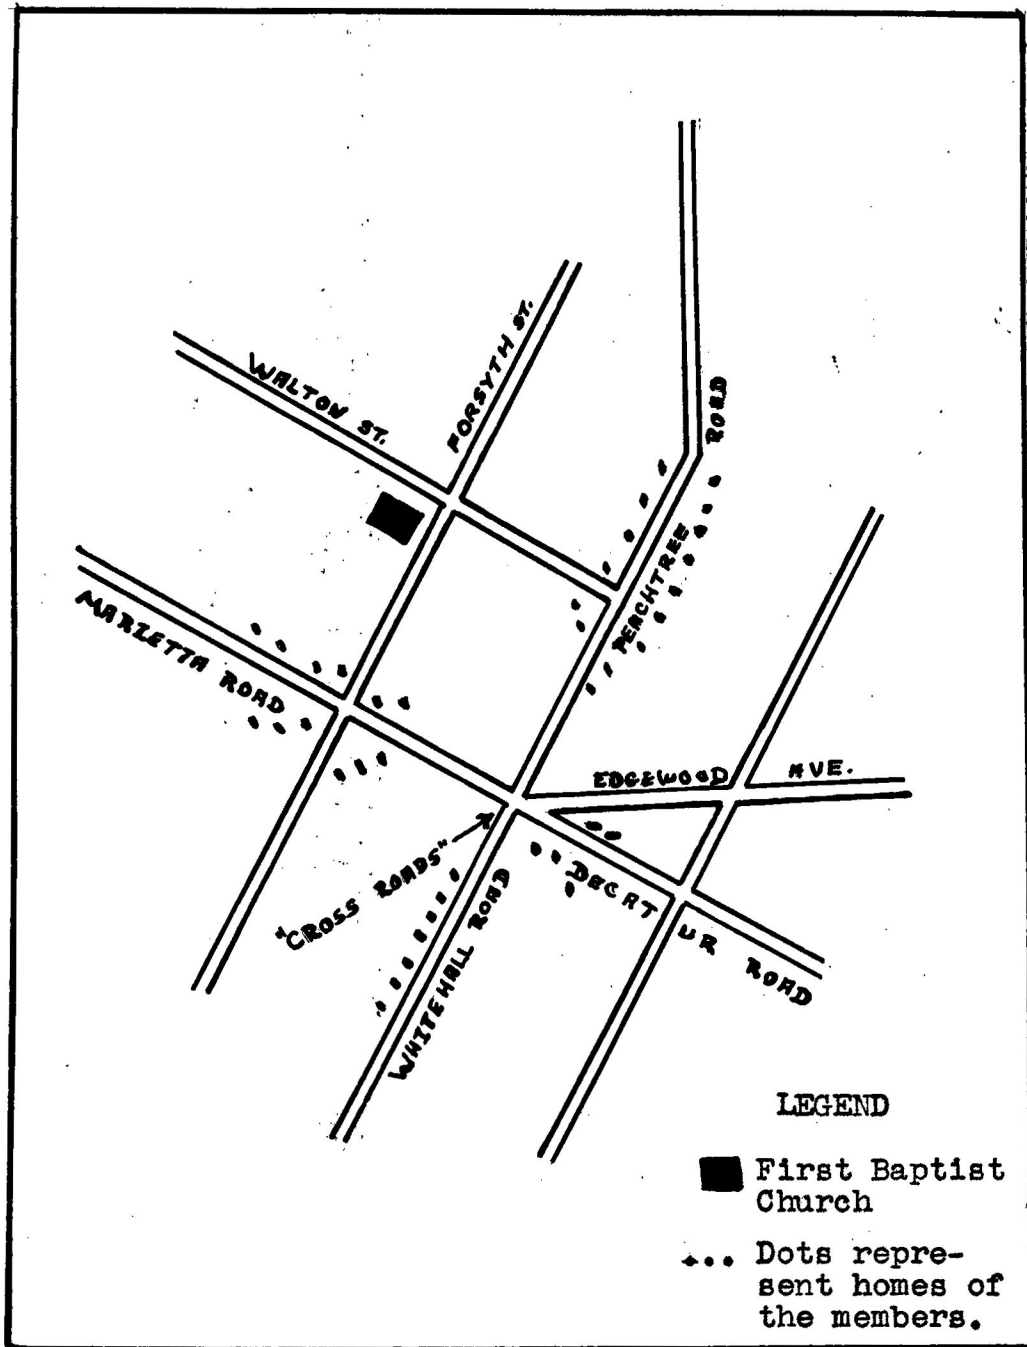 WALTON ST.
FORSYTH ST.
PEACHTREE ROAD
MARIETTA ROAD
EDGEWOOD AVE.
"CROSS ROADS"
DECATUR ROAD
WHITEHALL ROAD
LEGEND
First Baptist
Church
Dots repre-
sent homes of
the members.